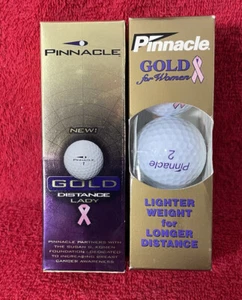 PINNACLE
NEW!
PINNACLE
GOLD
DISTANCE
LADY
PINNACLE PARTNERS WITH
THE SUSAN G. KOMEN
FOUNDATION—DEDICATED
TO INCREASING BREAST
CANCER AWARENESS
Pinnacle
GOLD
for Women
Pinnacle
2
LIGHTER
WEIGHT for
LONGER
DISTANCE